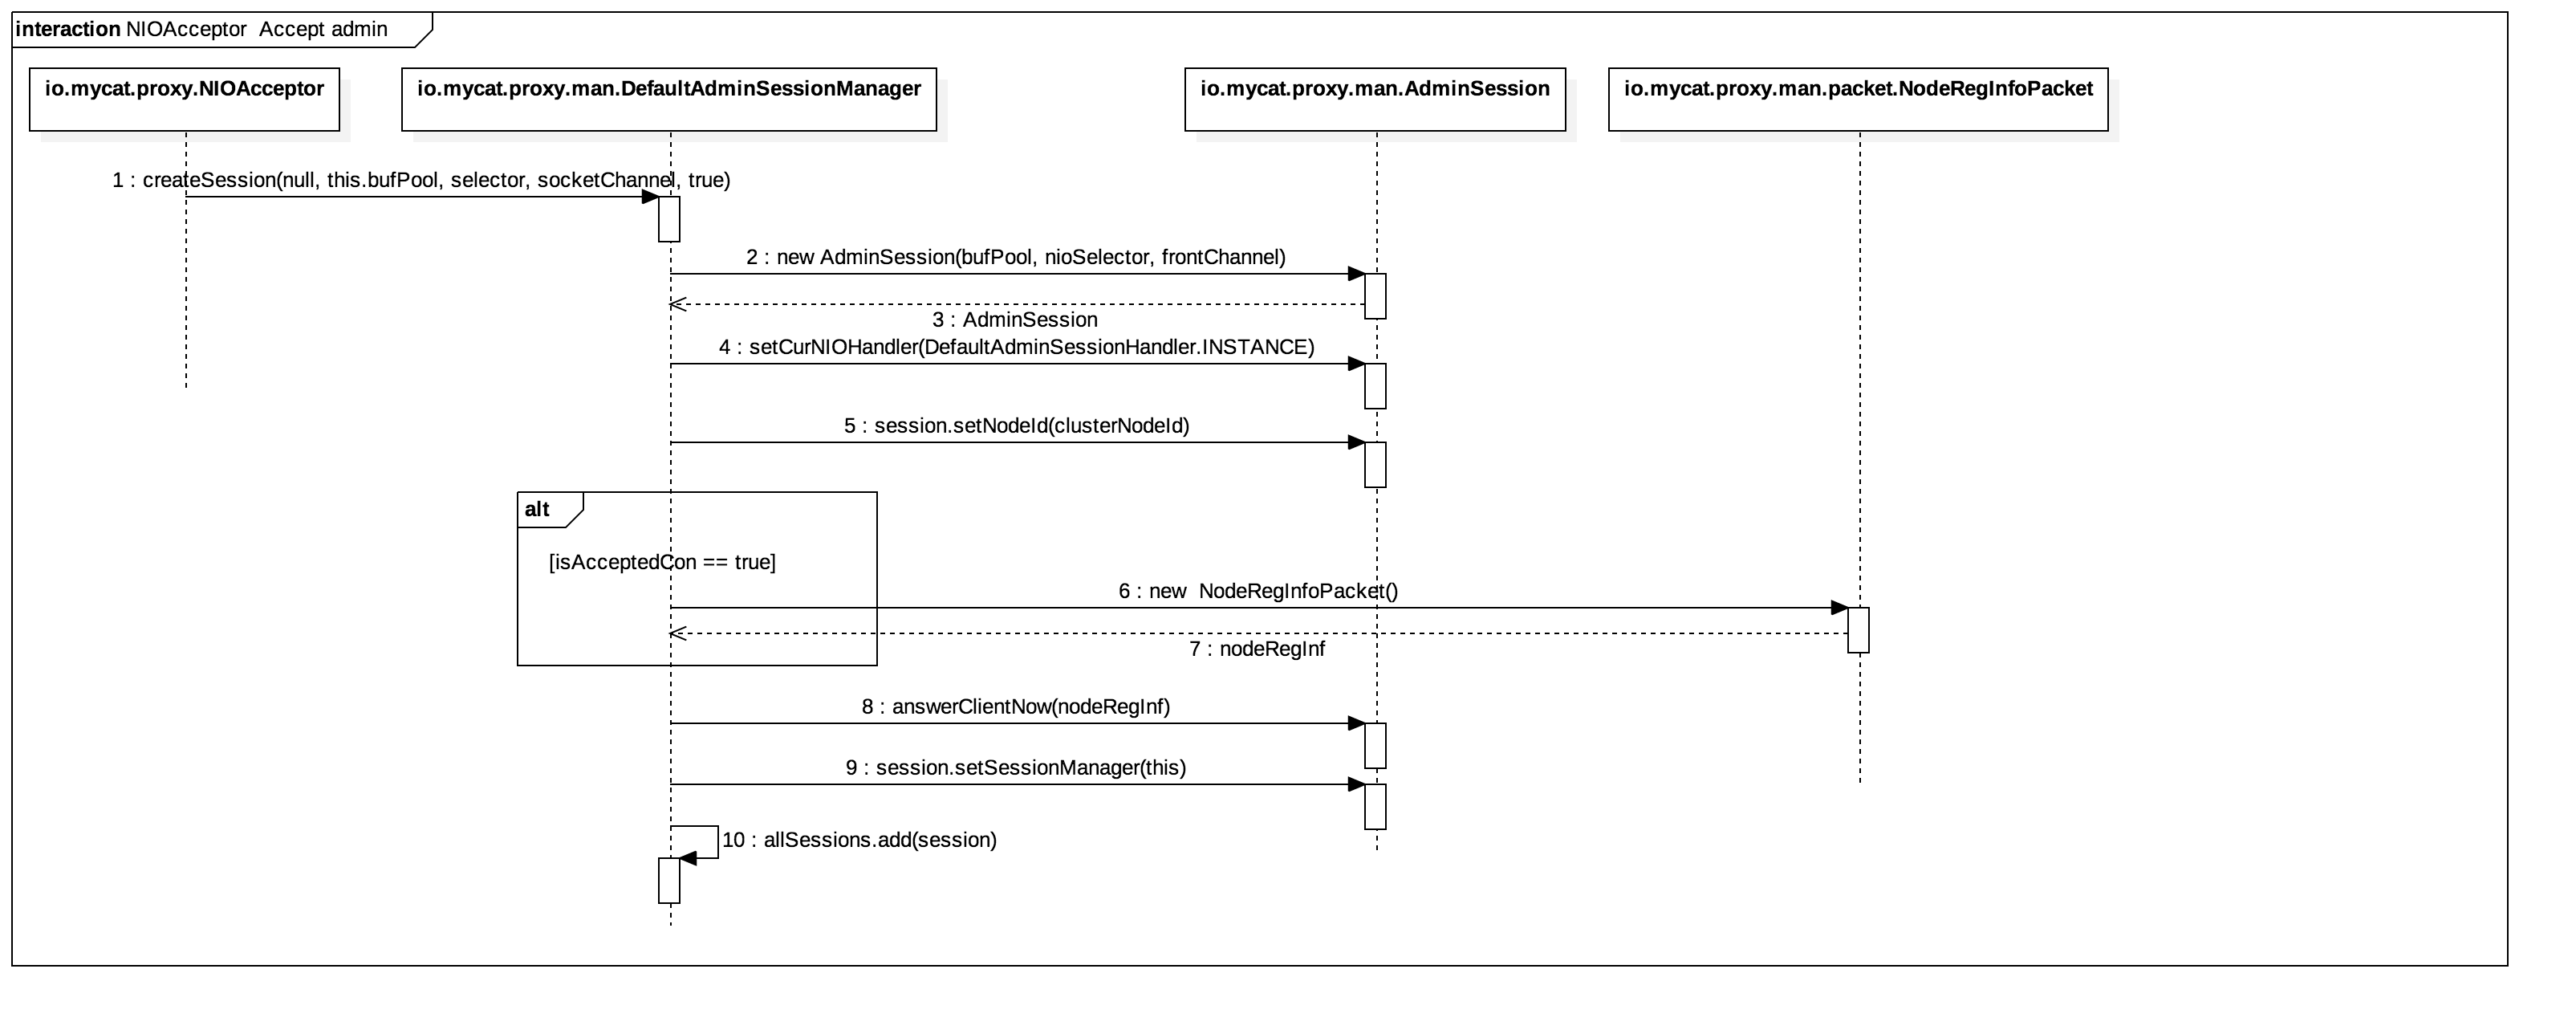 interaction NIOAcceptor  Accept admin
io.mycat.proxy.NIOAcceptor
io.mycat.proxy.man.DefaultAdminSessionManager
io.mycat.proxy.man.AdminSession
io.mycat.proxy.man.packet.NodeRegInfoPacket
1 : createSession(null, this.bufPool, selector, socketChannel, true)
2 : new AdminSession(bufPool, nioSelector, frontChannel)
3 : AdminSession
4 : setCurNIOHandler(DefaultAdminSessionHandler.INSTANCE)
5 : session.setNodeId(clusterNodeId)
alt
[isAcceptedCon == true]
6 : new  NodeRegInfoPacket()
7 : nodeRegInf
8 : answerClientNow(nodeRegInf)
9 : session.setSessionManager(this)
10 : allSessions.add(session)